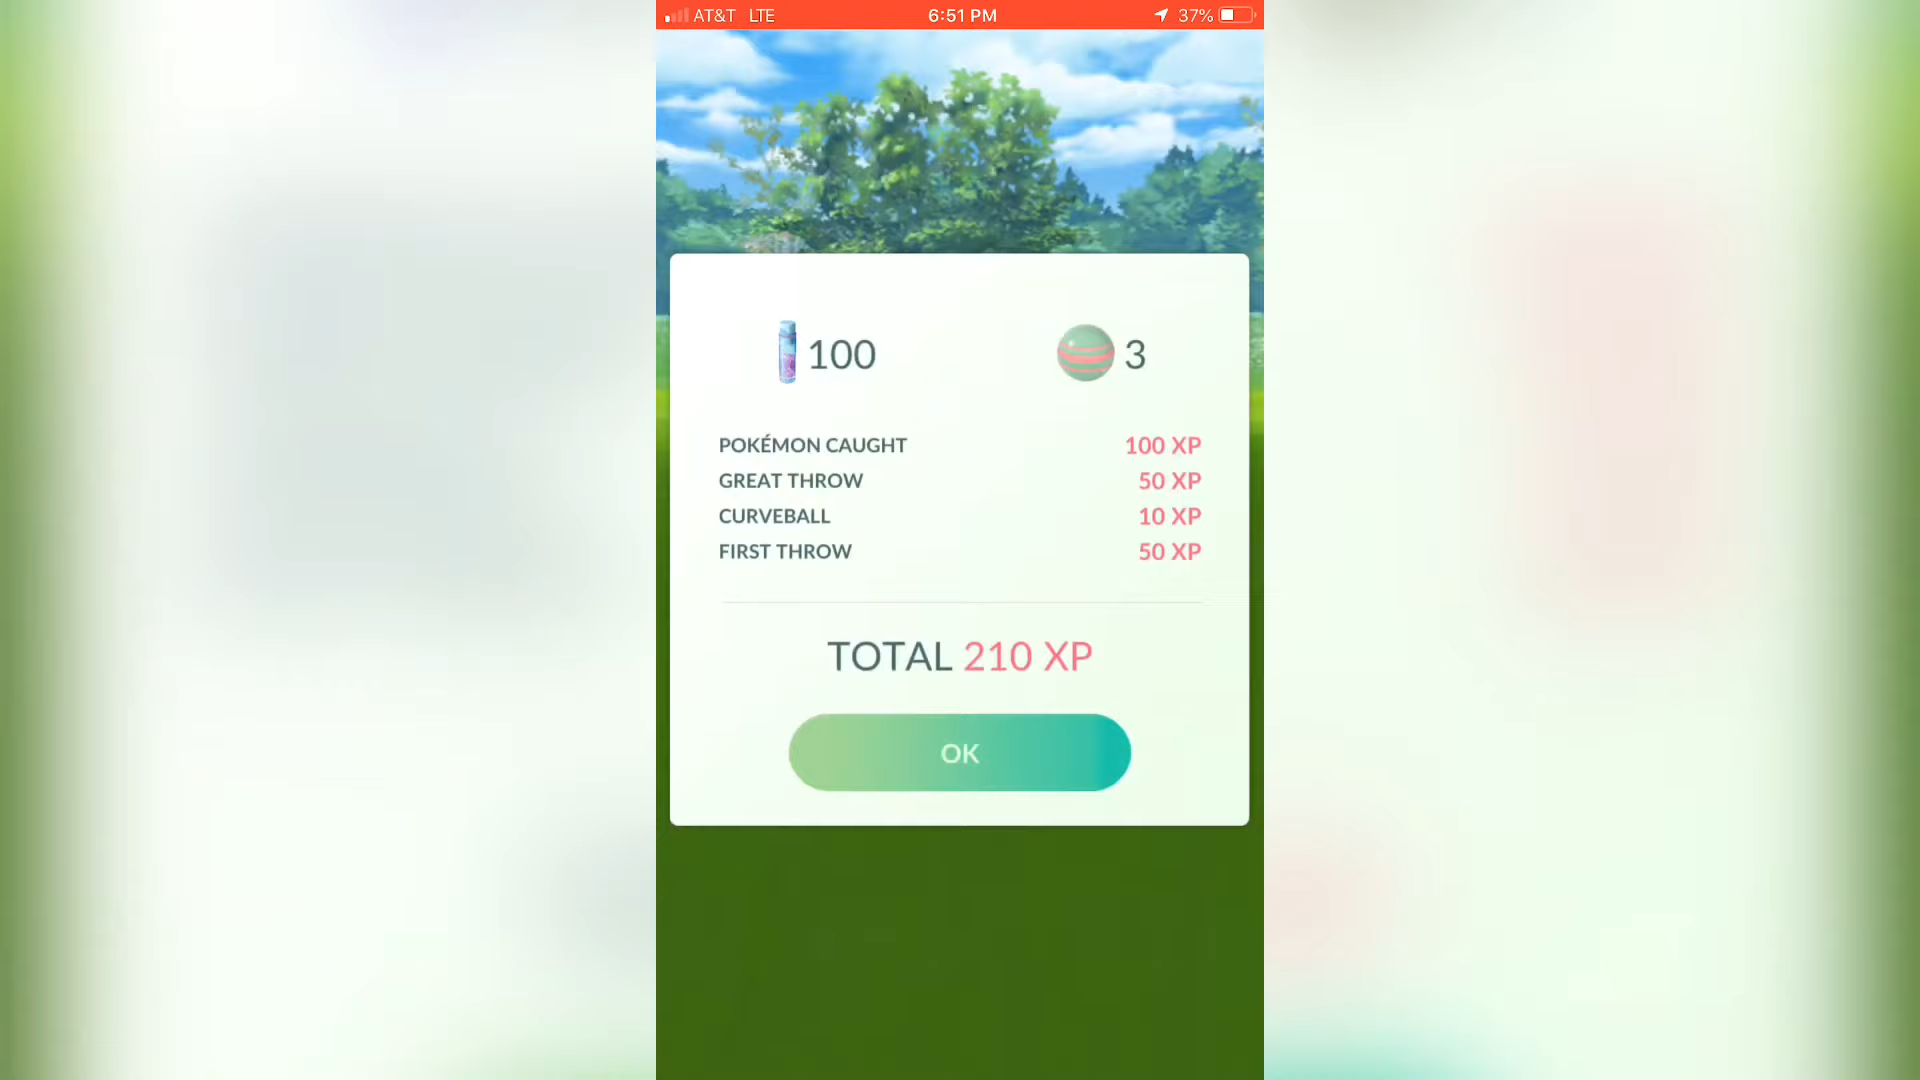 AT&T LTE 6:51 PM 37%
100 3
POKÉMON CAUGHT 100 XP
GREAT THROW 50 XP
CURVEBALL 10 XP
FIRST THROW 50 XP
TOTAL 210 XP
OK